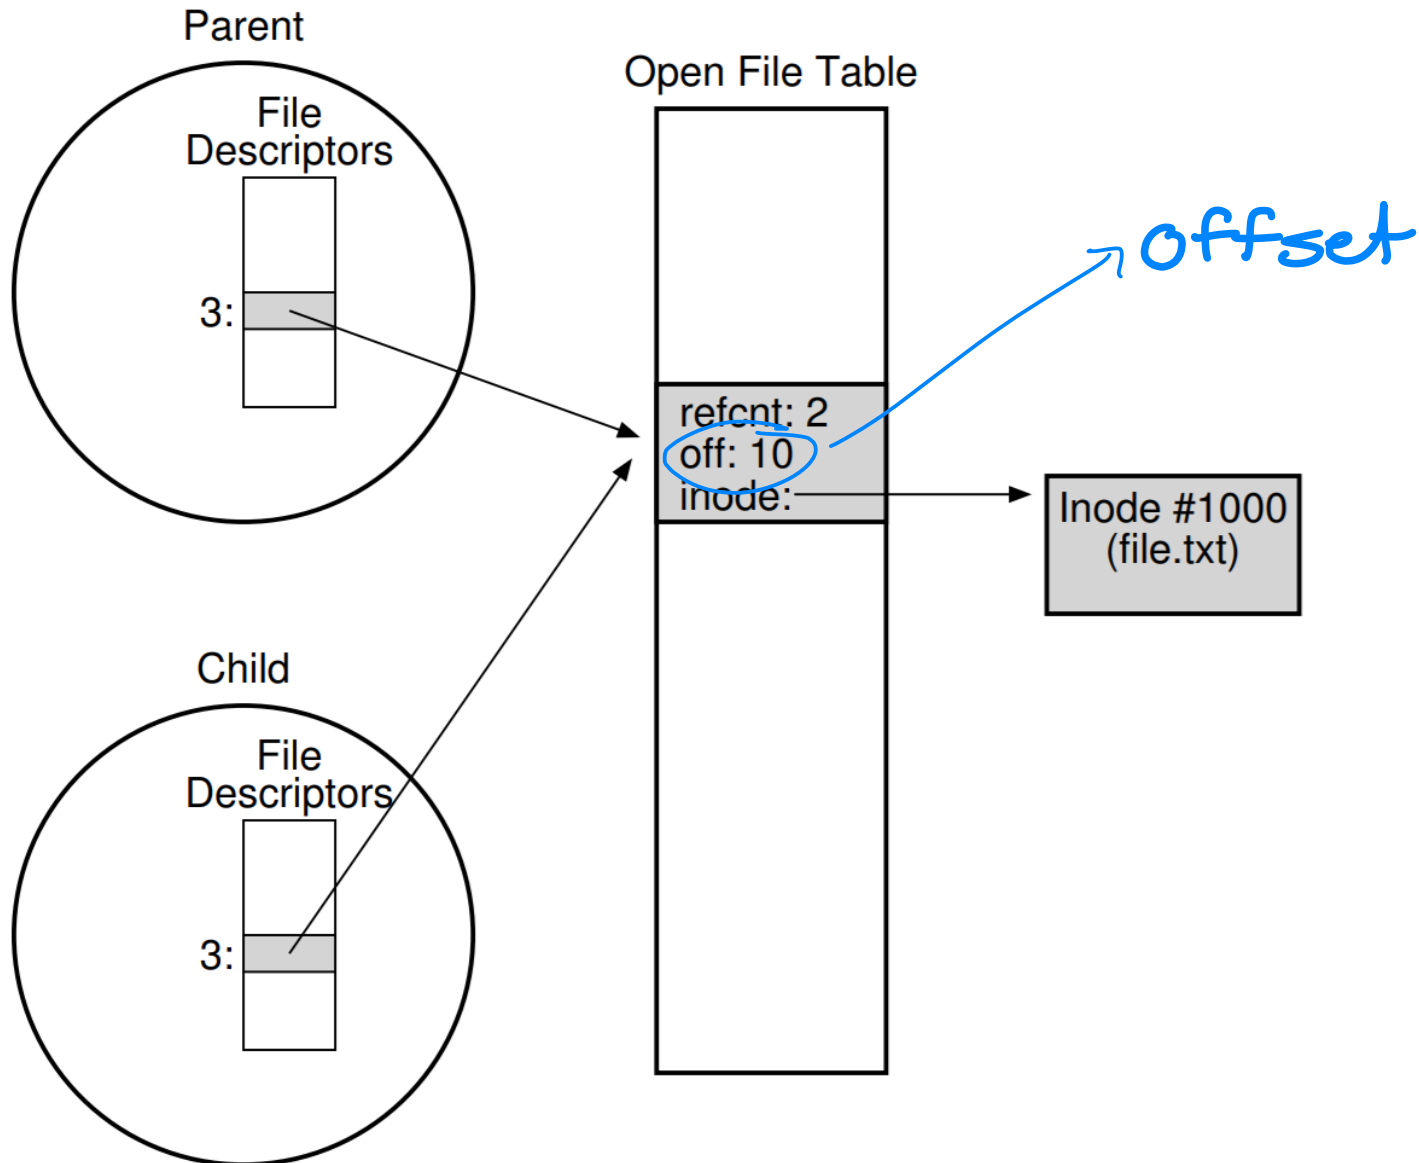 Parent
File
Descriptors
3:
Open File Table
refcnt: 2
off: 10
inode:
offset
Inode #1000
(file.txt)
Child
File
Descriptors
3: